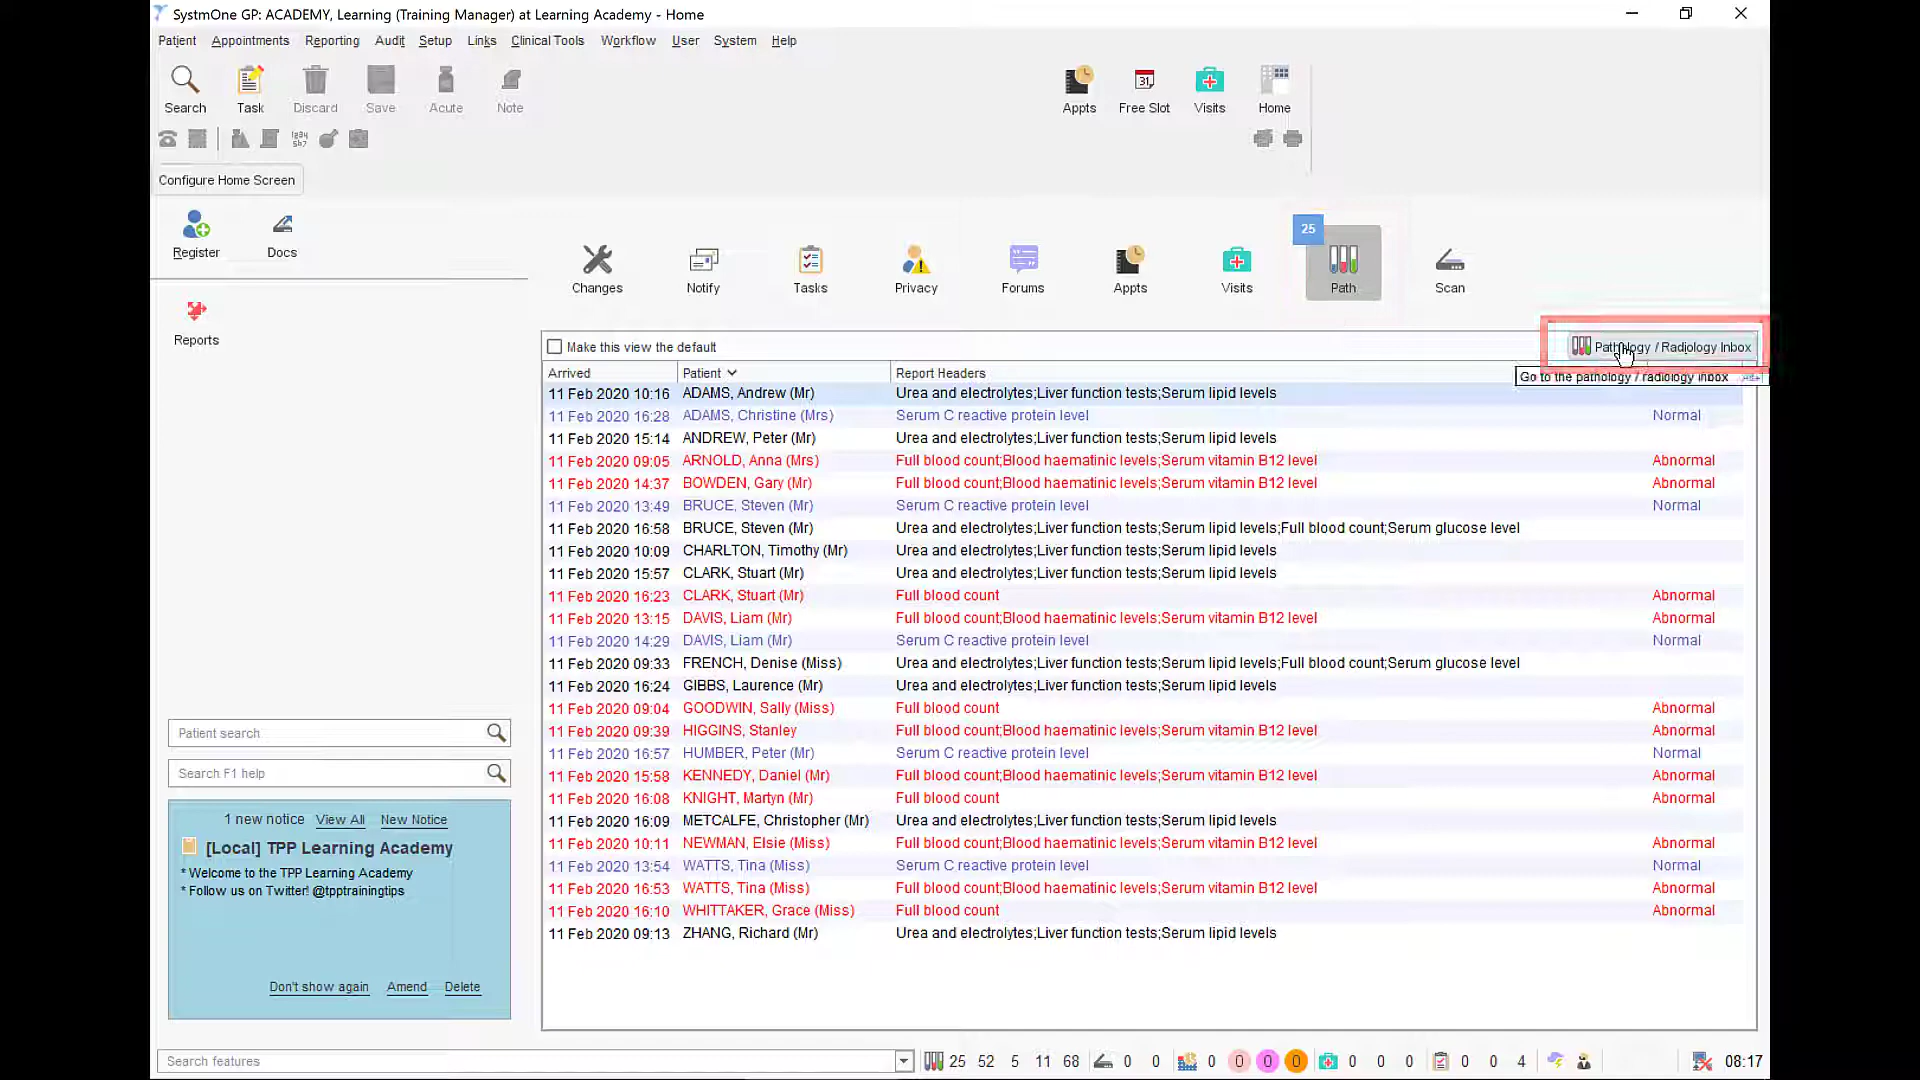 SystmOne GP: ACADEMY, Learning (Training Manager) at Learning Academy - Home
Patient Appointments Reporting Audit Setup Links Clinical Tools Workflow User System Help
Search Task Discard Save Acute Note Appts Free Slot Visits Home
Configure Home Screen
Register Docs
25
Changes Notify Tasks Privacy Forums Appts Visits Path Scan
Reports
Make this view the default Pathology / Radiology Inbox
Arrived Patient Report Headers Go to the pathology / radiology inbox
11 Feb 2020 10:16 ADAMS, Andrew (Mr) Urea and electrolytes;Liver function tests;Serum lipid levels
11 Feb 2020 16:28 ADAMS, Christine (Mrs) Serum C reactive protein level Normal
11 Feb 2020 15:14 ANDREW, Peter (Mr) Urea and electrolytes;Liver function tests;Serum lipid levels
11 Feb 2020 09:05 ARNOLD, Anna (Mrs) Full blood count;Blood haematinic levels;Serum vitamin B12 level Abnormal
11 Feb 2020 14:37 BOWDEN, Gary (Mr) Full blood count;Blood haematinic levels;Serum vitamin B12 level Abnormal
11 Feb 2020 13:49 BRUCE, Steven (Mr) Serum C reactive protein level Normal
11 Feb 2020 16:58 BRUCE, Steven (Mr) Urea and electrolytes;Liver function tests;Serum lipid levels;Full blood count;Serum glucose level
11 Feb 2020 10:09 CHARLTON, Timothy (Mr) Urea and electrolytes;Liver function tests;Serum lipid levels
11 Feb 2020 15:57 CLARK, Stuart (Mr) Urea and electrolytes;Liver function tests;Serum lipid levels
11 Feb 2020 16:23 CLARK, Stuart (Mr) Full blood count Abnormal
11 Feb 2020 13:15 DAVIS, Liam (Mr) Full blood count;Blood haematinic levels;Serum vitamin B12 level Abnormal
11 Feb 2020 14:29 DAVIS, Liam (Mr) Serum C reactive protein level Normal
11 Feb 2020 09:33 FRENCH, Denise (Miss) Urea and electrolytes;Liver function tests;Serum lipid levels;Full blood count;Serum glucose level
11 Feb 2020 16:24 GIBBS, Laurence (Mr) Urea and electrolytes;Liver function tests;Serum lipid levels
11 Feb 2020 09:04 GOODWIN, Sally (Miss) Full blood count Abnormal
11 Feb 2020 09:39 HIGGINS, Stanley Full blood count;Blood haematinic levels;Serum vitamin B12 level Abnormal
11 Feb 2020 16:57 HUMBER, Peter (Mr) Serum C reactive protein level Normal
11 Feb 2020 15:58 KENNEDY, Daniel (Mr) Full blood count;Blood haematinic levels;Serum vitamin B12 level Abnormal
11 Feb 2020 16:08 KNIGHT, Martyn (Mr) Full blood count Abnormal
11 Feb 2020 16:09 METCALFE, Christopher (Mr) Urea and electrolytes;Liver function tests;Serum lipid levels
11 Feb 2020 10:11 NEWMAN, Elsie (Miss) Full blood count;Blood haematinic levels;Serum vitamin B12 level Abnormal
11 Feb 2020 13:54 WATTS, Tina (Miss) Serum C reactive protein level Normal
11 Feb 2020 16:53 WATTS, Tina (Miss) Full blood count;Blood haematinic levels;Serum vitamin B12 level Abnormal
11 Feb 2020 16:10 WHITTAKER, Grace (Miss) Full blood count Abnormal
11 Feb 2020 09:13 ZHANG, Richard (Mr) Urea and electrolytes;Liver function tests;Serum lipid levels
Patient search
Search F1 help
1 new notice View All New Notice
[Local] TPP Learning Academy
* Welcome to the TPP Learning Academy
* Follow us on Twitter! @tpptrainingtips
Don't show again Amend Delete
Search features 25 52 5 11 68 0 0 0 0 0 0 0 0 0 0 0 4 08:17